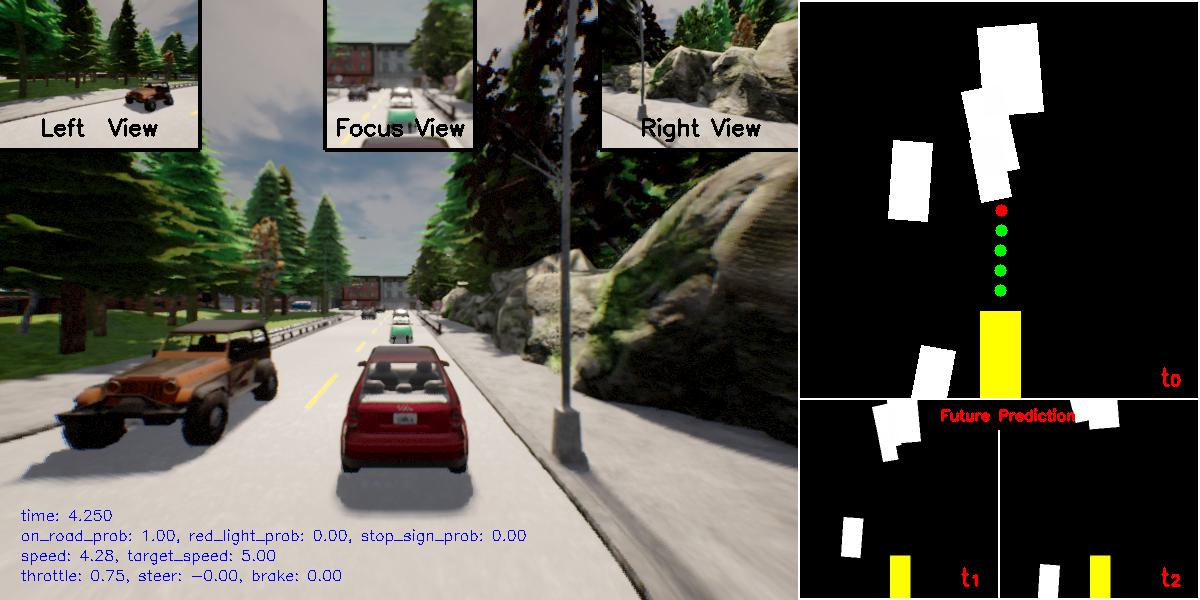 Left View
Focus View
Right View
time: 4.250
on_road_prob: 1.00, red_light_prob: 0.00, stop_sign_prob: 0.00
speed: 4.28, target_speed: 5.00
throttle: 0.75, steer: −0.00, brake: 0.00
t0
Future Prediction
t1
t2